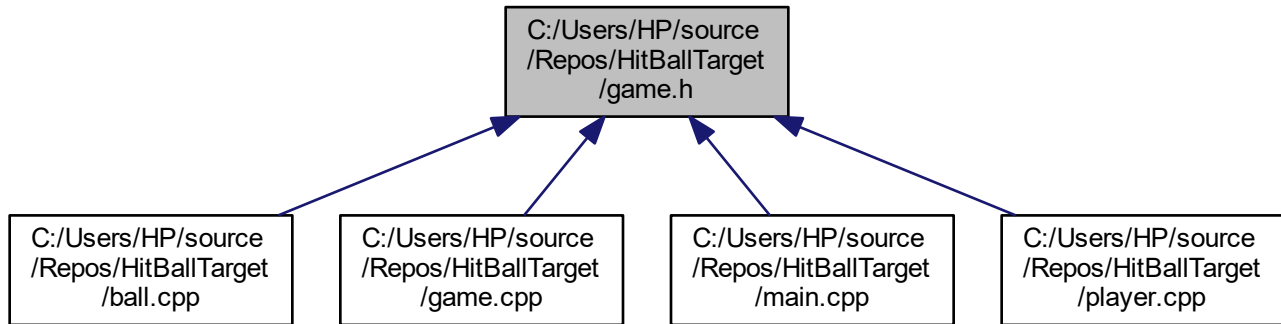 C:/Users/HP/source
/Repos/HitBallTarget
/game.h
C:/Users/HP/source
/Repos/HitBallTarget
/ball.cpp
C:/Users/HP/source
/Repos/HitBallTarget
/game.cpp
C:/Users/HP/source
/Repos/HitBallTarget
/main.cpp
C:/Users/HP/source
/Repos/HitBallTarget
/player.cpp